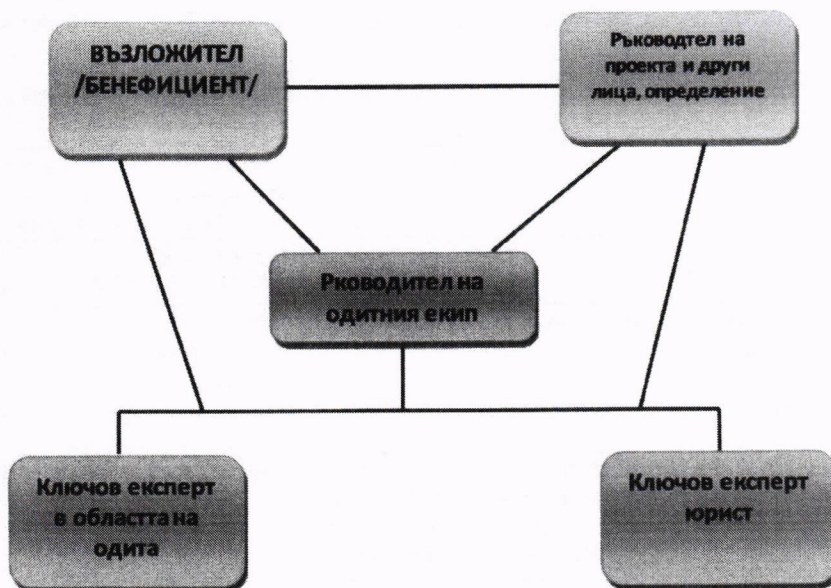 ВЪЗЛОЖИТЕЛ
/БЕНЕФИЦИЕНТ/
Ръководтел на
проекта и други
лица, определение
Рководител на
одитния екип
Ключов експерт
в областта на
одита
Ключов експерт
юрист